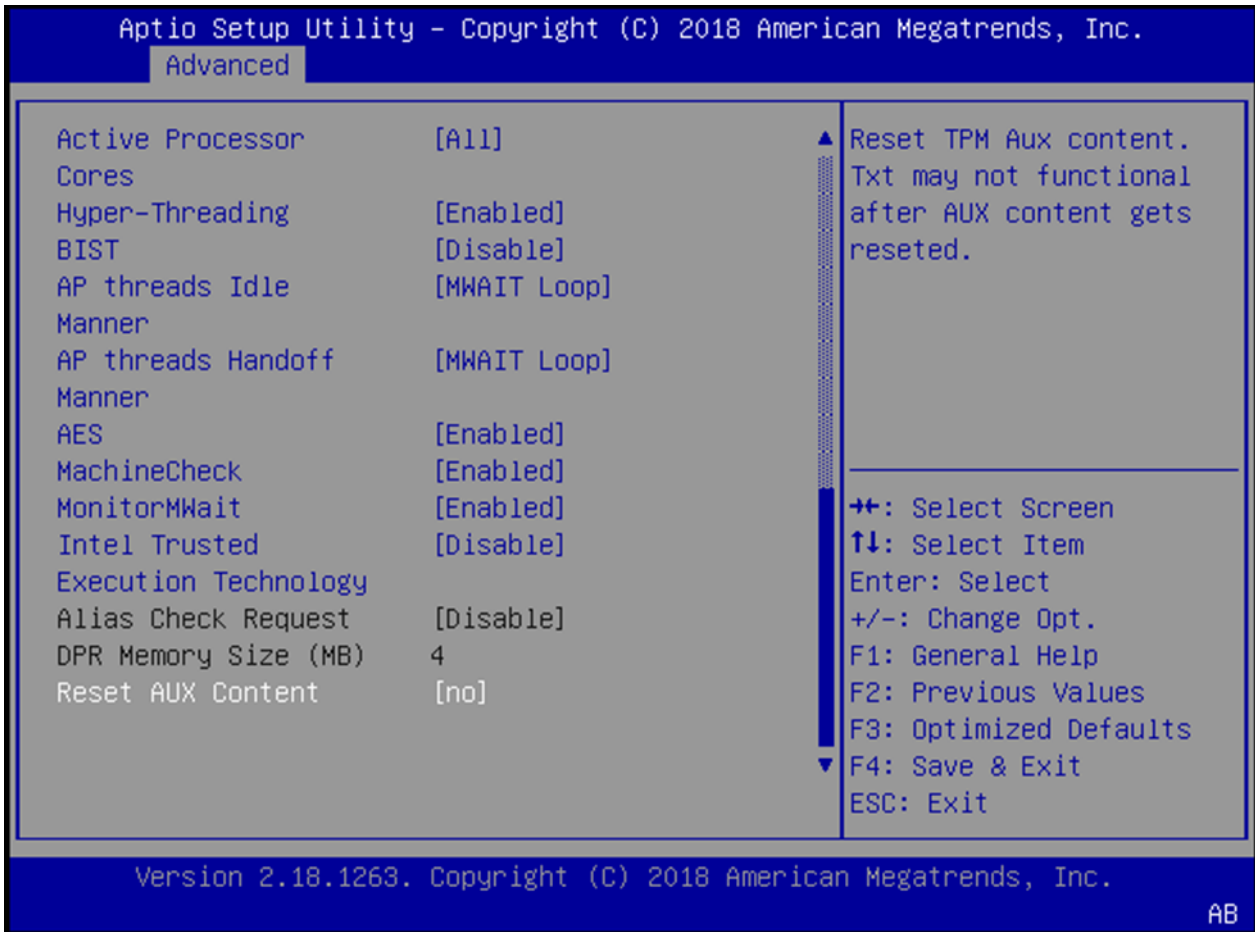 Aptio Setup Utility – Copyright (C) 2018 American Megatrends, Inc.
Advanced
Active Processor [All]
Cores
Hyper-Threading [Enabled]
BIST [Disable]
AP threads Idle [MWAIT Loop]
Manner
AP threads Handoff [MWAIT Loop]
Manner
AES [Enabled]
MachineCheck [Enabled]
MonitorMWait [Enabled]
Intel Trusted [Disable]
Execution Technology
Alias Check Request [Disable]
DPR Memory Size (MB) 4
Reset AUX Content [no]
Reset TPM Aux content.
Txt may not functional
after AUX content gets
reseted.
→←: Select Screen
↑↓: Select Item
Enter: Select
+/-: Change Opt.
F1: General Help
F2: Previous Values
F3: Optimized Defaults
F4: Save & Exit
ESC: Exit
Version 2.18.1263. Copyright (C) 2018 American Megatrends, Inc.
AB